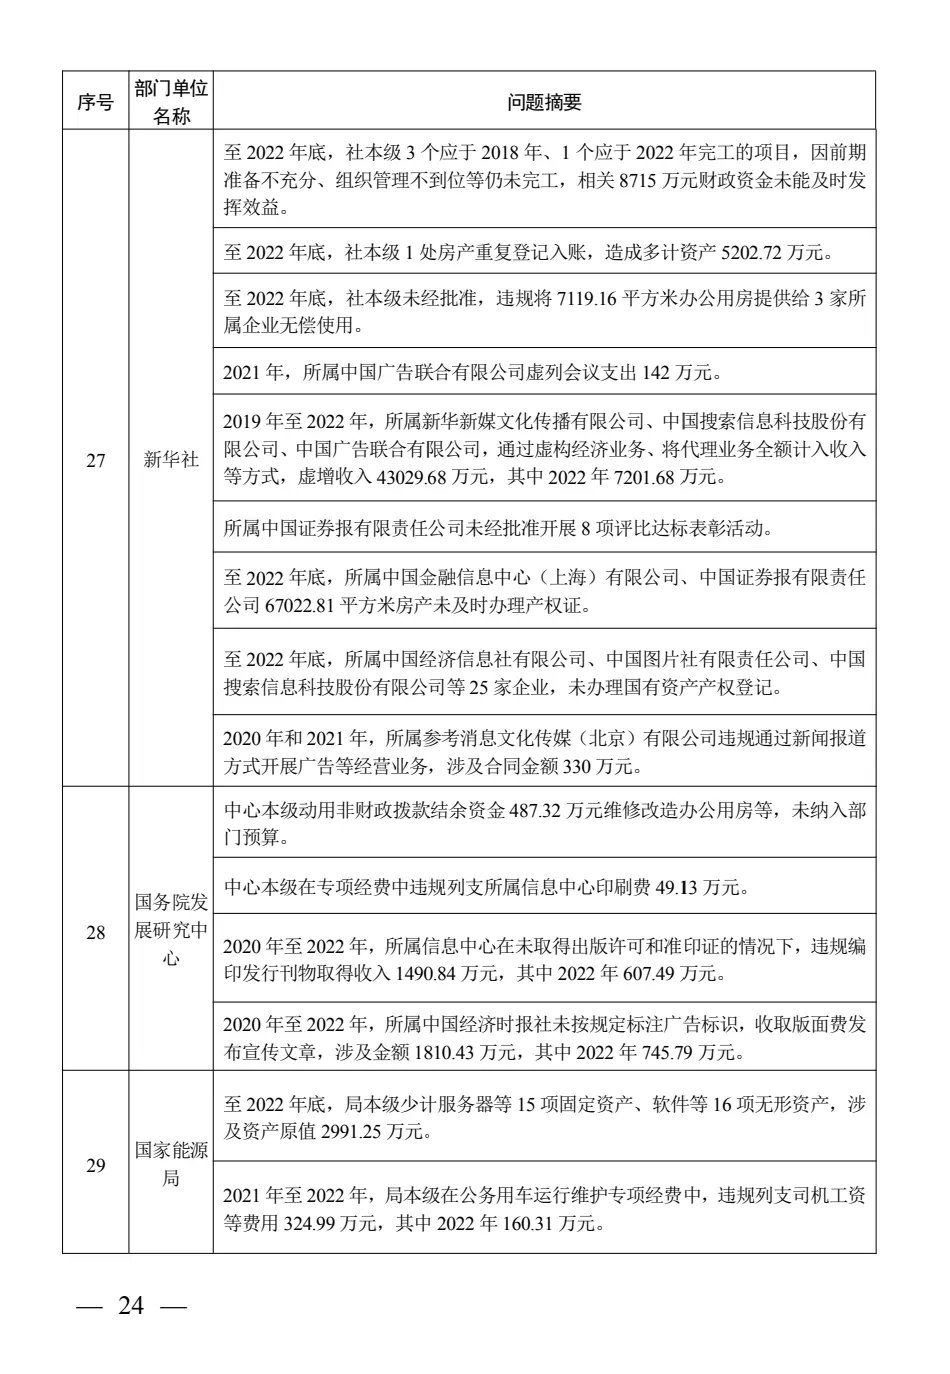 序号
部门单位
名称
问题摘要
27
新华社
至 2022 年底，社本级 3 个应于 2018 年、1 个应于 2022 年完工的项目，因前期
准备不充分、组织管理不到位等仍未完工，相关 8715 万元财政资金未能及时发
挥效益。
至 2022 年底，社本级 1 处房产重复登记入账，造成多计资产 5202.72 万元。
至 2022 年底，社本级未经批准，违规将 7119.16 平方米办公用房提供给 3 家所
属企业无偿使用。
2021 年，所属中国广告联合有限公司虚列会议支出 142 万元。
2019 年至 2022 年，所属新华新媒文化传播有限公司、中国搜索信息科技股份有
限公司、中国广告联合有限公司，通过虚构经济业务、将代理业务全额计入收入
等方式，虚增收入 43029.68 万元，其中 2022 年 7201.68 万元。
所属中国证券报有限责任公司未经批准开展 8 项评比达标表彰活动。
至 2022 年底，所属中国金融信息中心（上海）有限公司、中国证券报有限责任
公司 67022.81 平方米房产未及时办理产权证。
至 2022 年底，所属中国经济信息社有限公司、中国图片社有限责任公司、中国
搜索信息科技股份有限公司等 25 家企业，未办理国有资产产权登记。
2020 年和 2021 年，所属参考消息文化传媒（北京）有限公司违规通过新闻报道
方式开展广告等经营业务，涉及合同金额 330 万元。
28
国务院发
展研究中
心
中心本级动用非财政拨款结余资金 487.32 万元维修改造办公用房等，未纳入部
门预算。
中心本级在专项经费中违规列支所属信息中心印刷费 49.13 万元。
2020 年至 2022 年，所属信息中心在未取得出版许可和准印证的情况下，违规编
印发行刊物取得收入 1490.84 万元，其中 2022 年 607.49 万元。
2020 年至 2022 年，所属中国经济时报社未按规定标注广告标识，收取版面费发
布宣传文章，涉及金额 1810.43 万元，其中 2022 年 745.79 万元。
29
国家能源
局
至 2022 年底，局本级少计服务器等 15 项固定资产、软件等 16 项无形资产，涉
及资产原值 2991.25 万元。
2021 年至 2022 年，局本级在公务用车运行维护专项经费中，违规列支司机工资
等费用 324.99 万元，其中 2022 年 160.31 万元。
— 24 —